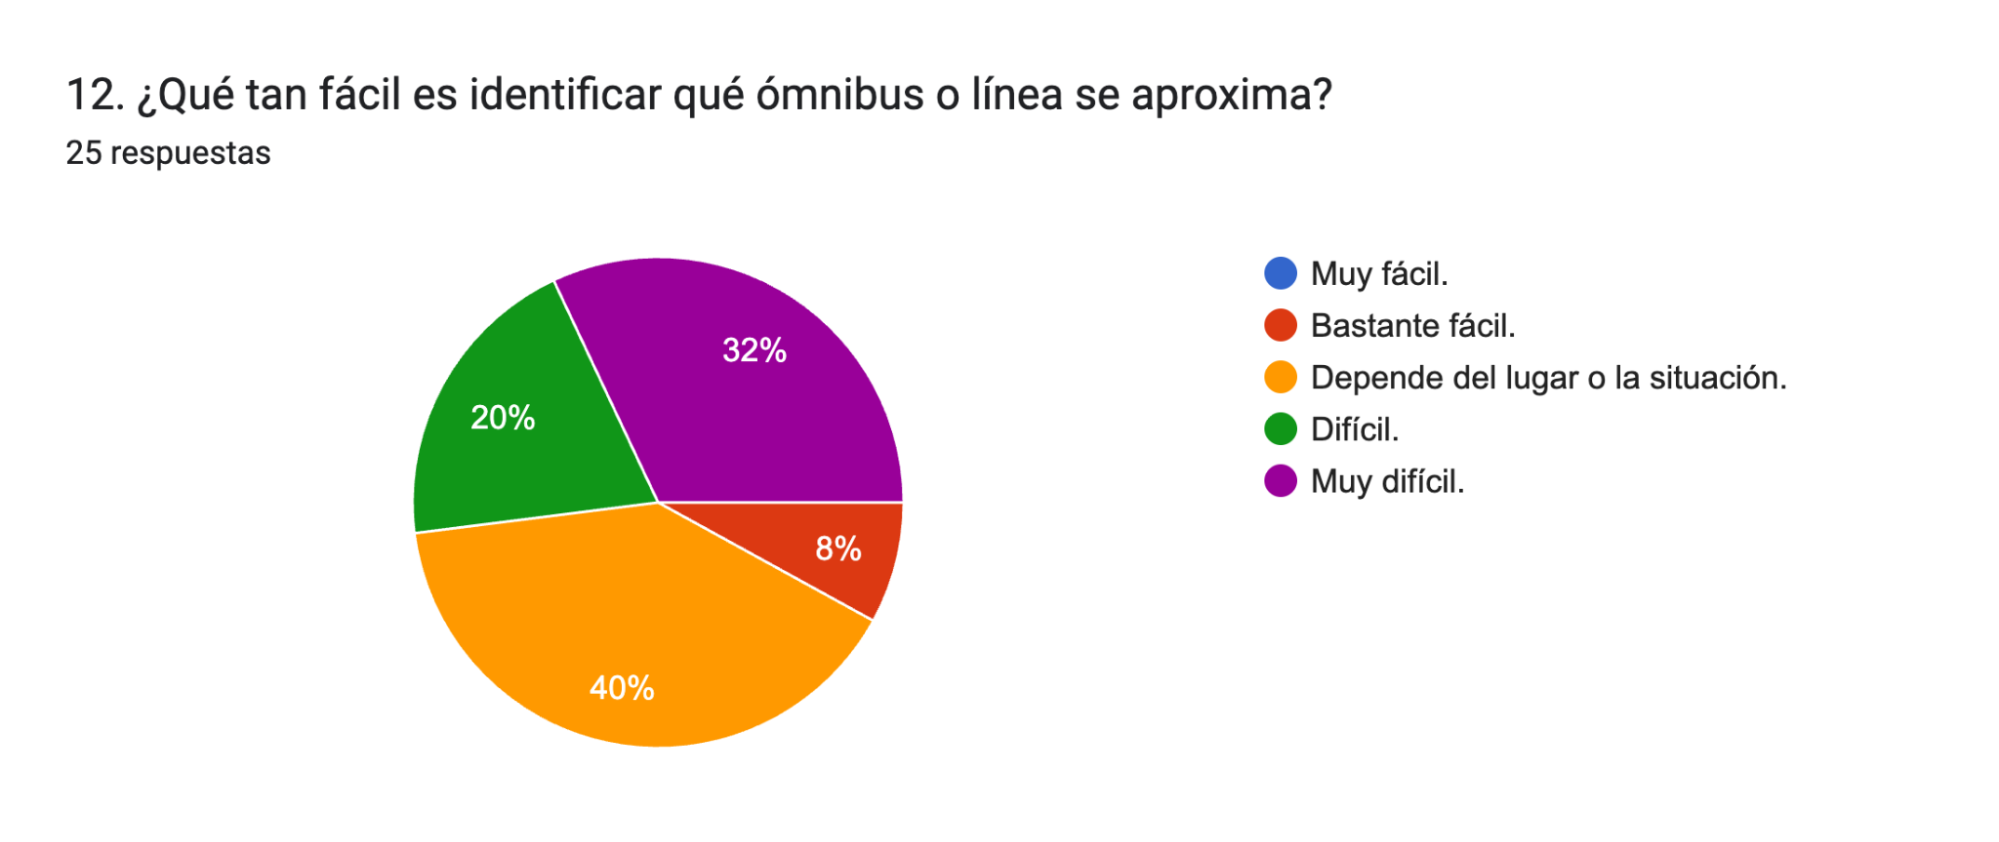 12. ¿Qué tan fácil es identificar qué ómnibus o línea se aproxima?
25 respuestas
32%
20%
8%
40%
Muy fácil.
Bastante fácil.
Depende del lugar o la situación.
Difícil.
Muy difícil.